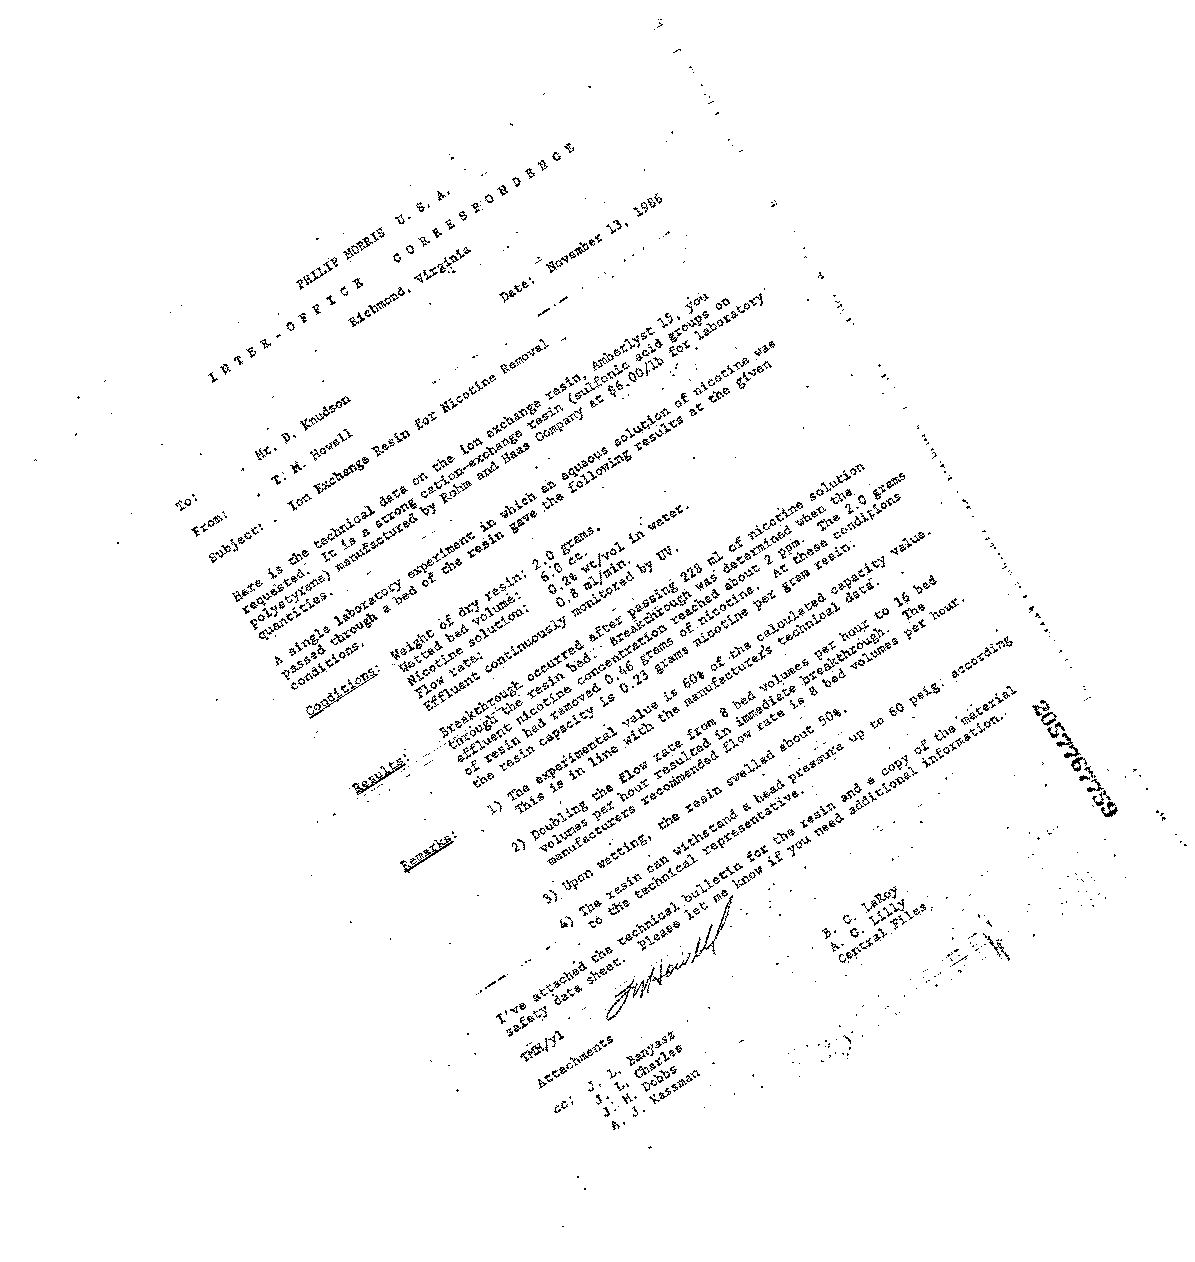 PHILIP MORRIS U. S. A.
INTER-OFFICE CORRESPONDENCE
Richmond, Virginia
Date: November 13, 1986
To: Mr. D. Knudson
From: T. M. Howell
Subject: Ion Exchange Resin for Nicotine Removal
Here is the technical data on the ion exchange resin, Amberlyst 15, you
requested. It is a strong cation-exchange resin (sulfonic acid groups on
polystyrene) manufactured by Rohm and Haas Company at $6.00/lb for laboratory
quantities.
A single laboratory experiment in which an aqueous solution of nicotine was
passed through a bed of the resin gave the following results at the given
conditions.
Conditions: Weight of dry resin: 2.0 grams.
Wetted bed volume: 6.0 cc.
Nicotine solution: 0.2% wt/vol in water.
Flow rate: 0.8 ml/min.
Effluent continuously monitored by UV.
Results: Breakthrough occurred after passing 228 ml of nicotine solution
through the resin bed. Breakthrough was determined when the
effluent nicotine concentration reached about 2 ppm. The 2.0 grams
of resin had removed 0.46 grams of nicotine. At these conditions
the resin capacity is 0.23 grams nicotine per gram resin.
Remarks: 1) The experimental value is 60% of the calculated capacity value.
This is in line with the manufacturer's technical data.
2) Doubling the flow rate from 8 bed volumes per hour to 16 bed
volumes per hour resulted in immediate breakthrough. The
manufacturers recommended flow rate is 8 bed volumes per hour.
3) Upon wetting, the resin swelled about 50%.
4) The resin can withstand a head pressure up to 60 psig. according
to the technical representative.
I've attached the technical bulletin for the resin and a copy of the material
safety data sheet. Please let me know if you need additional information.
TMHowell
TMH/yl
Attachments
cc: J. L. Banyasz
J. L. Charles
J. H. Dobbs
A. J. Kassman
B. C. LaRoy
A. C. Lilly
Central Files
2057767759